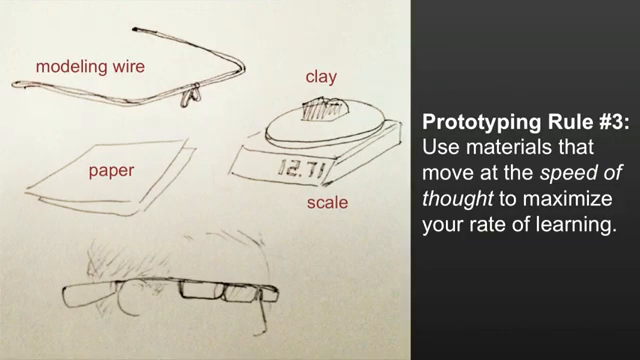 modeling wire
clay
paper
12.71
scale
Prototyping Rule #3:
Use materials that
move at the speed of
thought to maximize
your rate of learning.